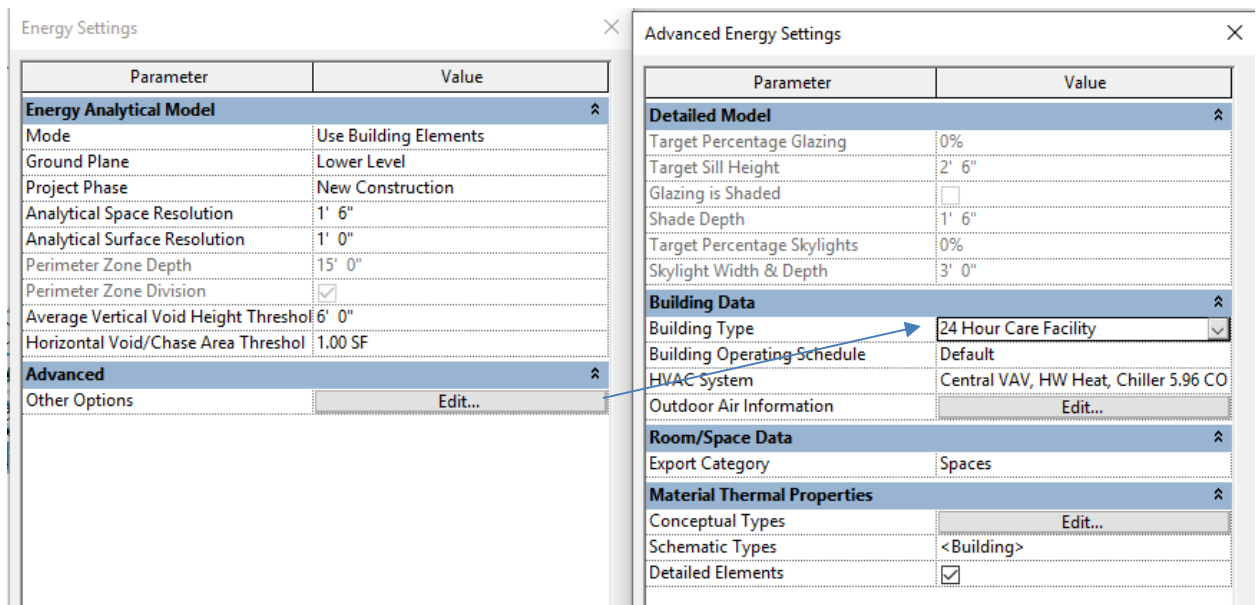 Energy Settings
Parameter Value
Energy Analytical Model
Mode Use Building Elements
Ground Plane Lower Level
Project Phase New Construction
Analytical Space Resolution 1' 6"
Analytical Surface Resolution 1' 0"
Perimeter Zone Depth 15' 0"
Perimeter Zone Division
Average Vertical Void Height Threshol 6' 0"
Horizontal Void/Chase Area Threshol 1.00 SF
Advanced
Other Options Edit...
Advanced Energy Settings
Parameter Value
Detailed Model
Target Percentage Glazing 0%
Target Sill Height 2' 6"
Glazing is Shaded
Shade Depth 1' 6"
Target Percentage Skylights 0%
Skylight Width & Depth 3' 0"
Building Data
Building Type 24 Hour Care Facility
Building Operating Schedule Default
HVAC System Central VAV, HW Heat, Chiller 5.96 CO
Outdoor Air Information Edit...
Room/Space Data
Export Category Spaces
Material Thermal Properties
Conceptual Types Edit...
Schematic Types <Building>
Detailed Elements